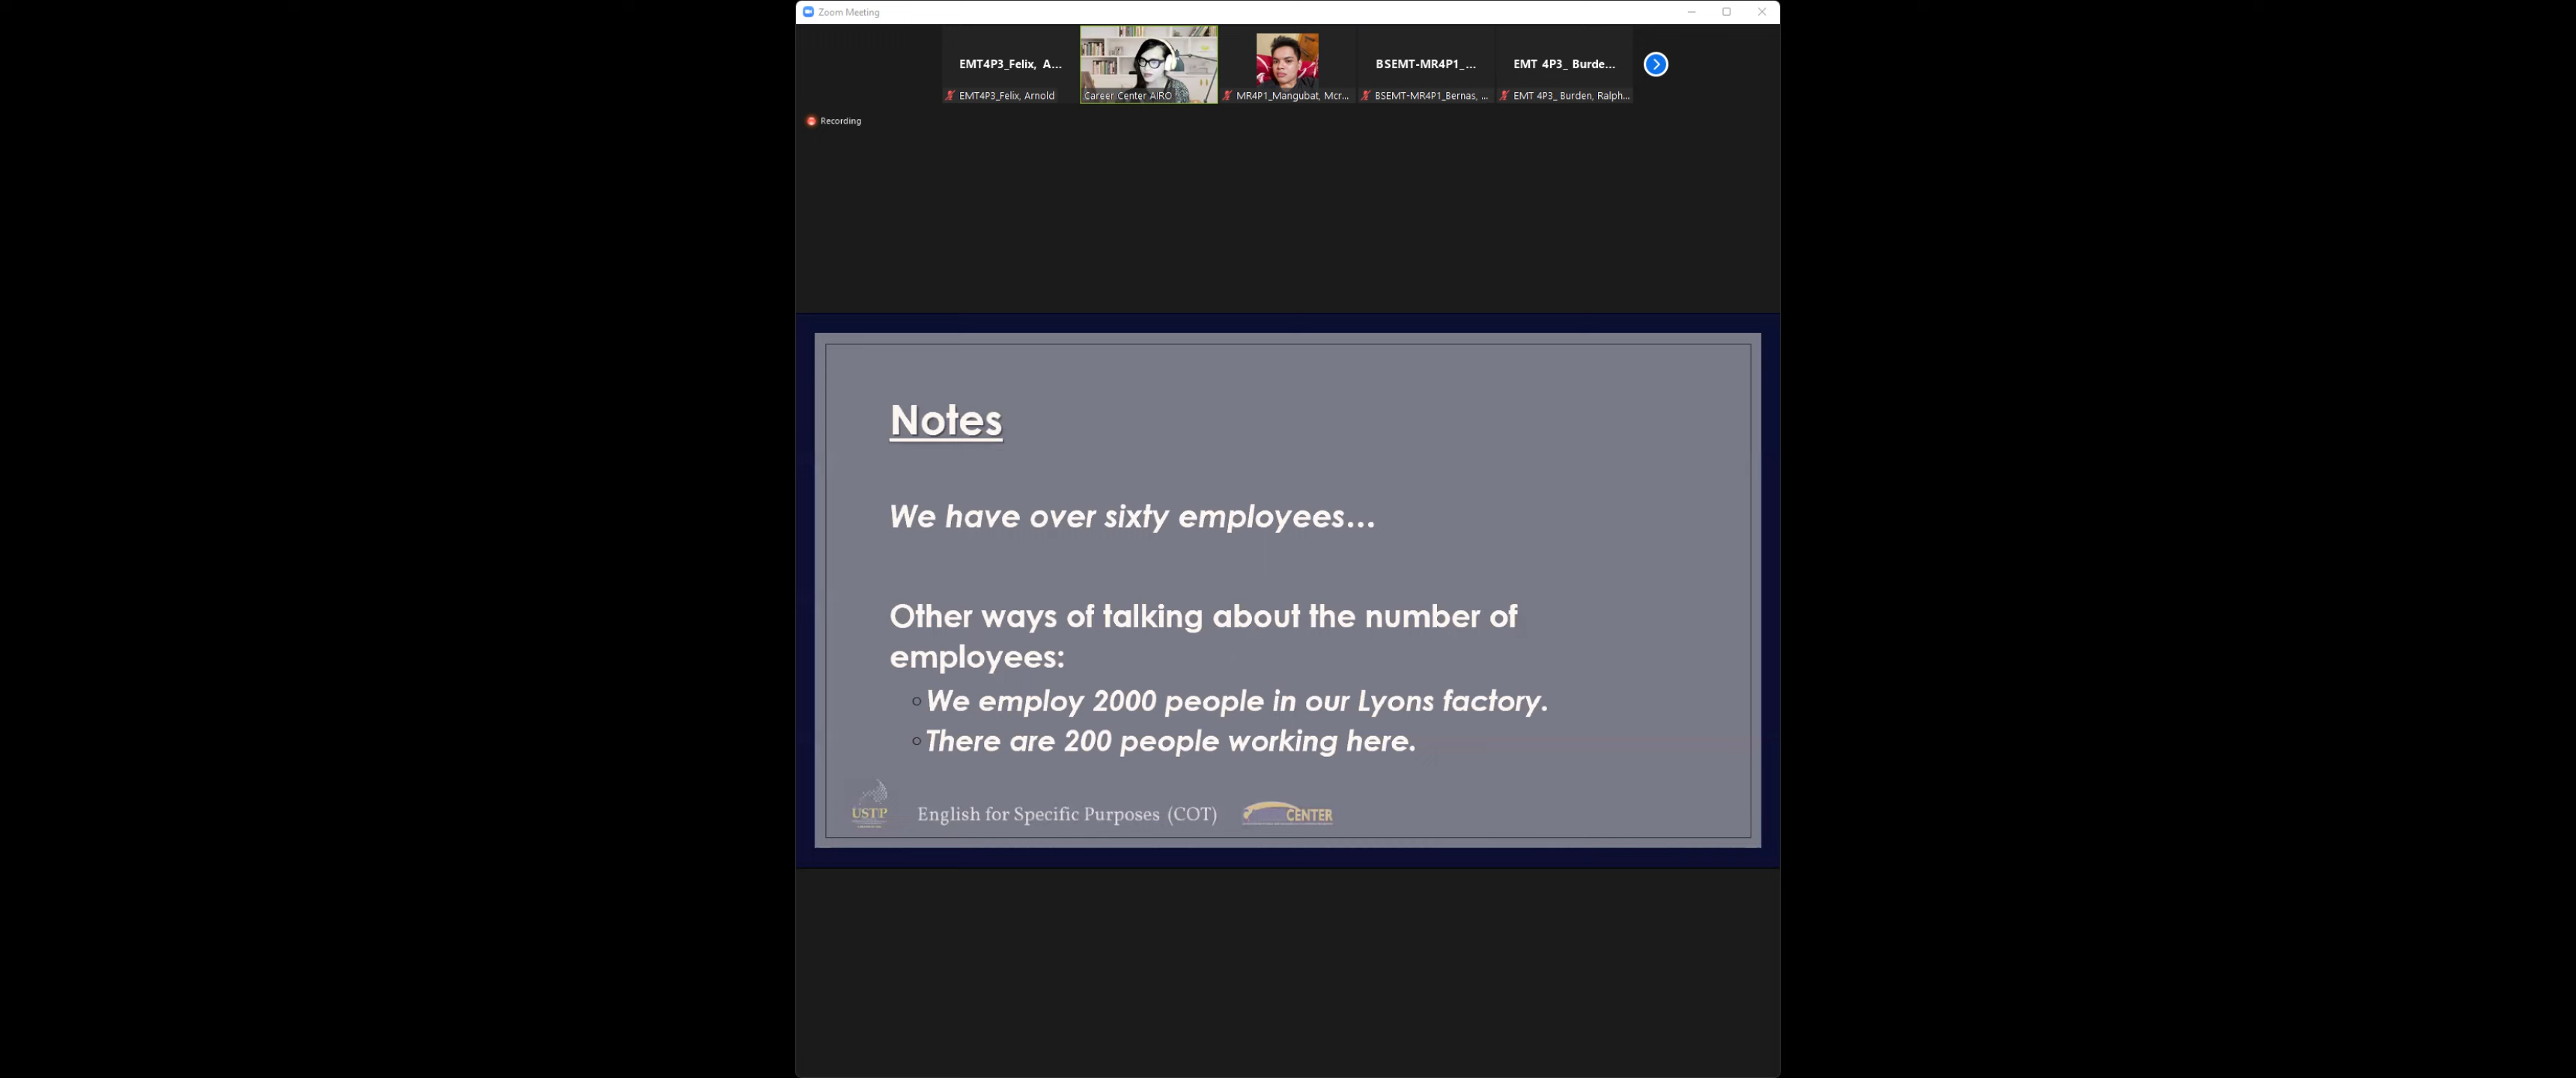 Zoom Meeting
EMT4P3_Felix, A...
BSEMT-MR4P1_...
EMT 4P3_ Burde...
EMT4P3_Felix, Arnold
Career Center AIRO
MR4P1_Mangubat, Mcr...
BSEMT-MR4P1_Bernas, ...
EMT 4P3_ Burden, Ralph...
Recording
Notes
We have over sixty employees...
Other ways of talking about the number of
employees:
We employ 2000 people in our Lyons factory.
There are 200 people working here.
USTP
English for Specific Purposes (COT)
CENTER